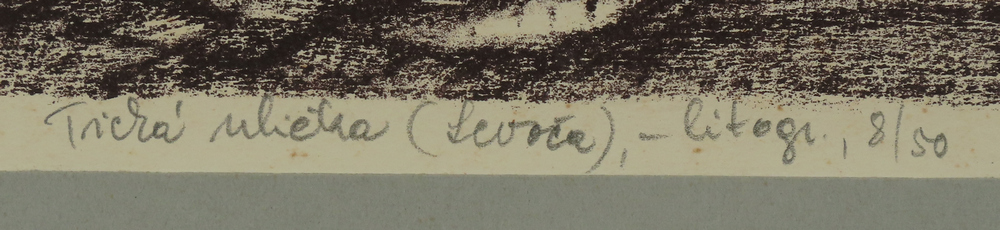 Tichá ulička (Levoča), - litogr., 8/50